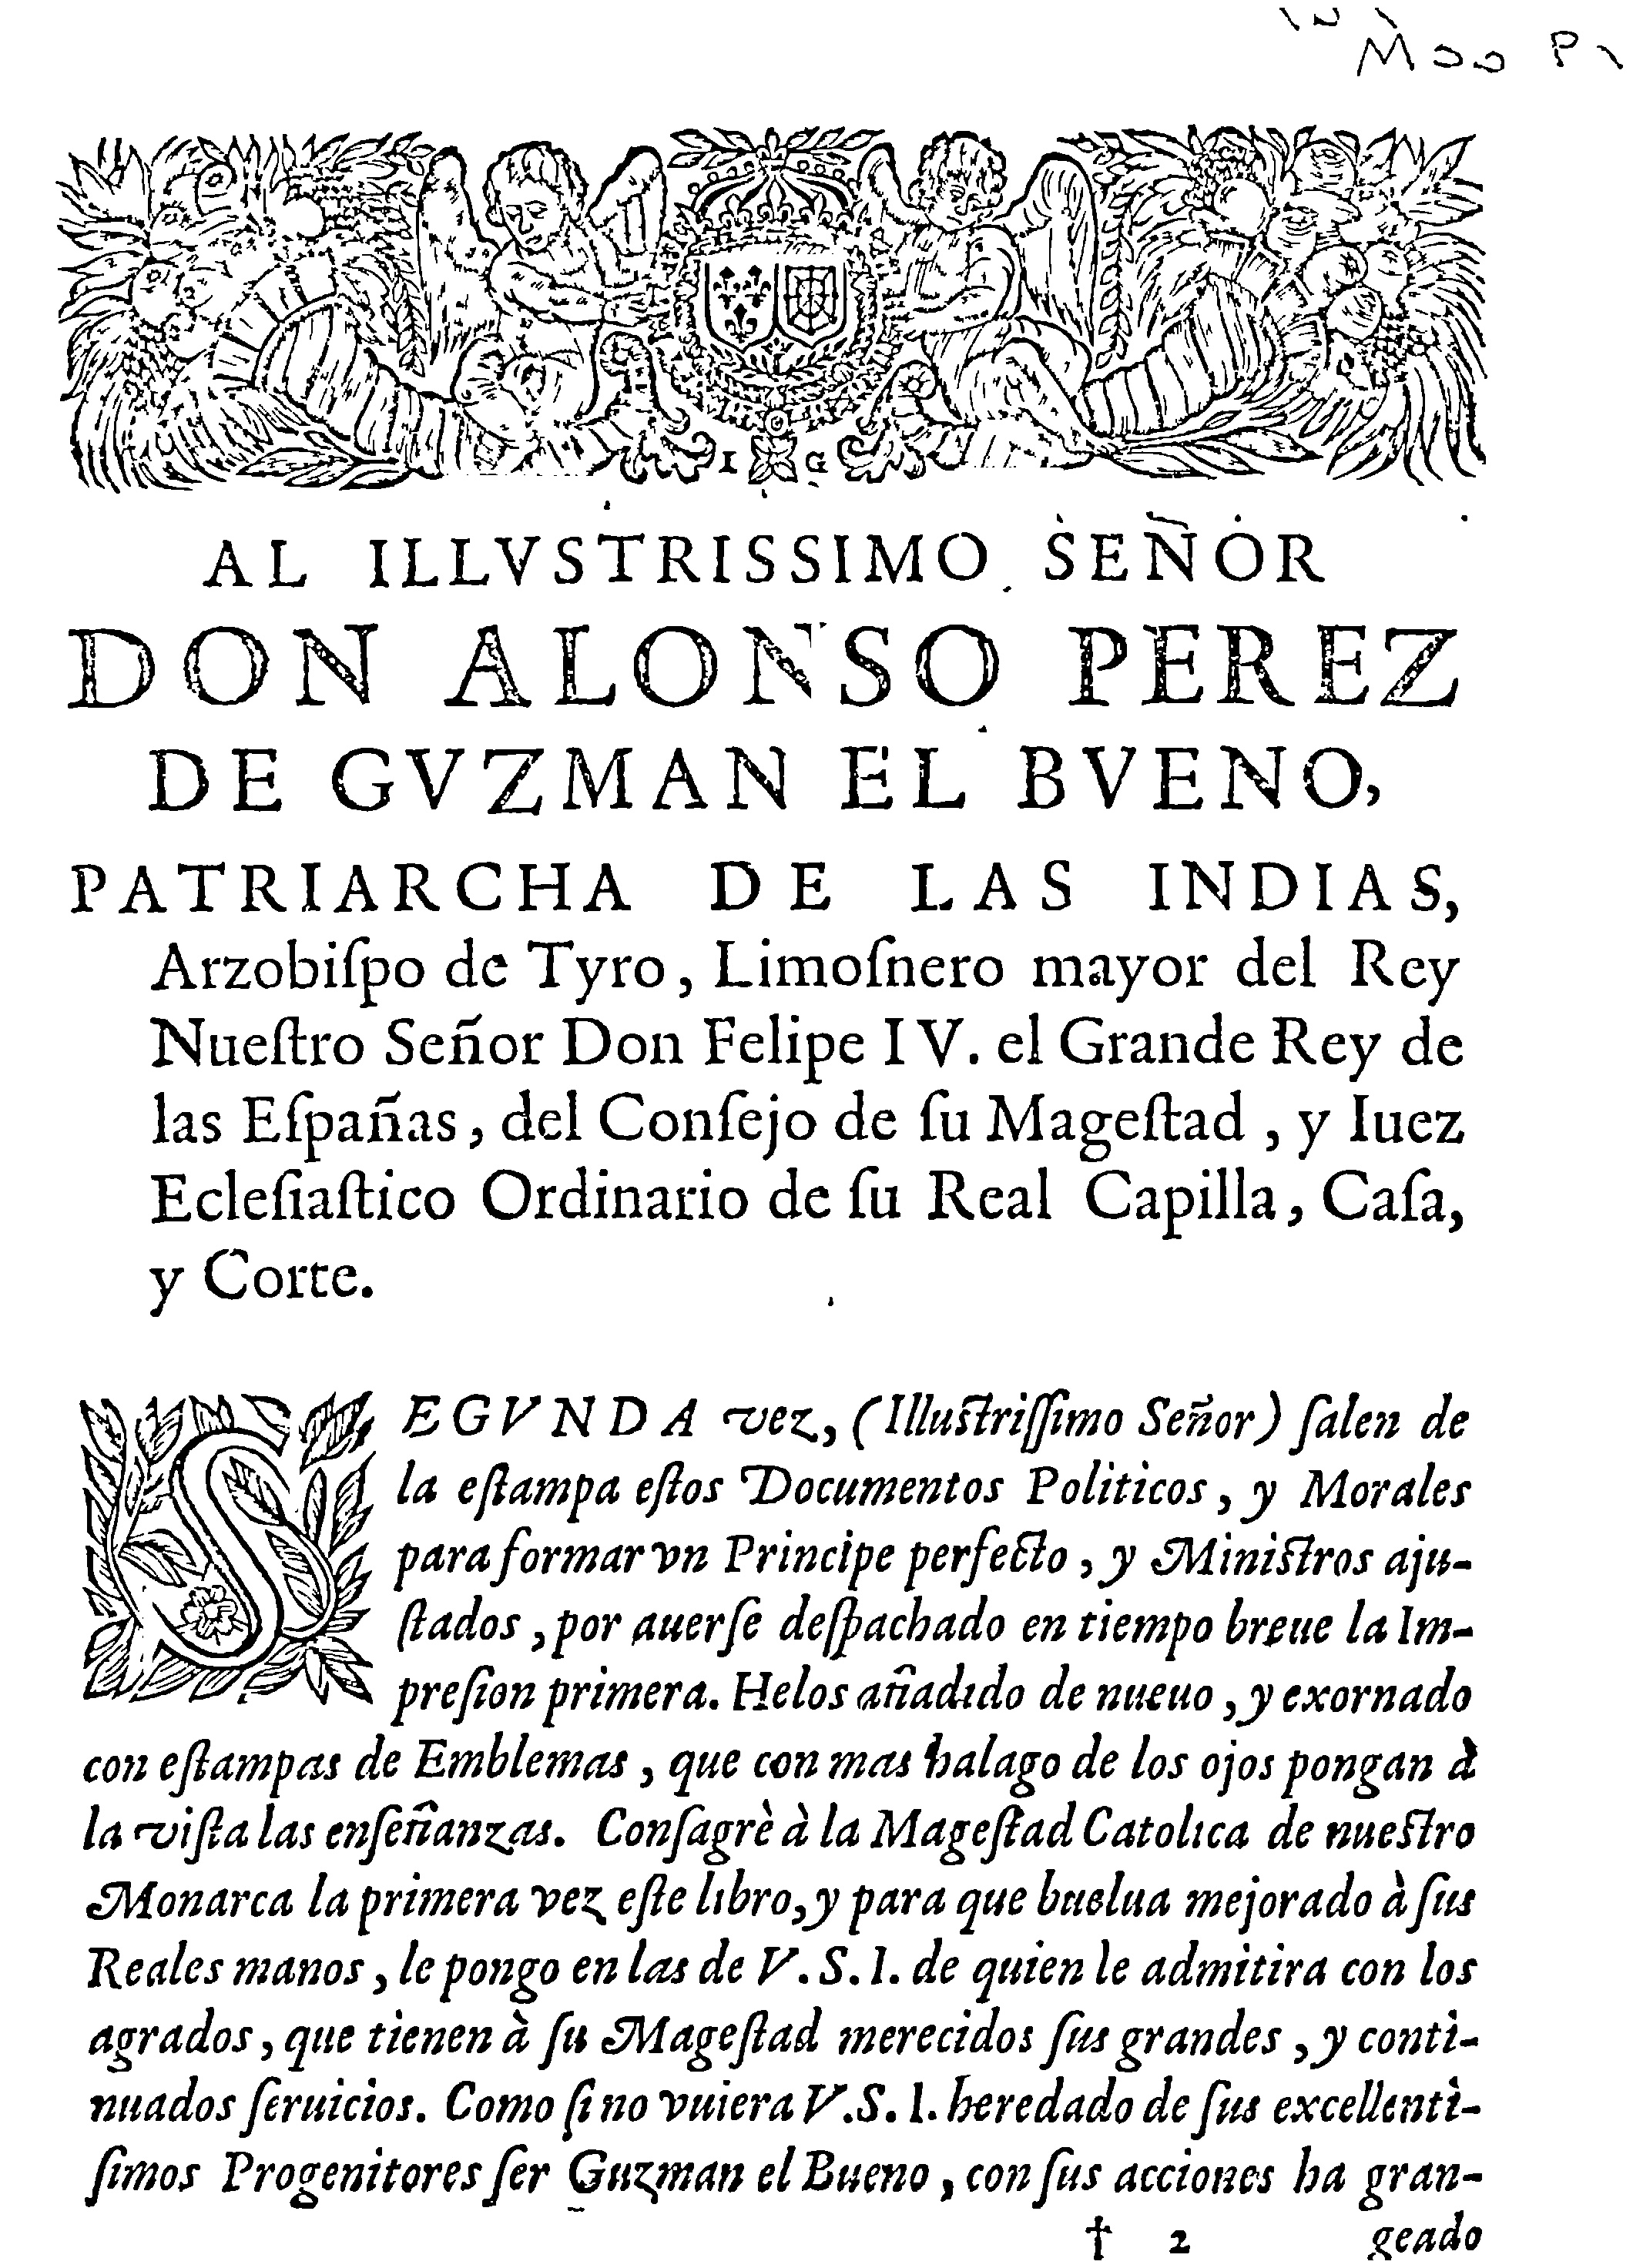 I G
AL ILLVSTRISSIMO SEÑOR
DON ALONSO PEREZ
DE GVZMAN EL BVENO,
PATRIARCHA DE LAS INDIAS,
Arzobiſpo de Tyro, Limoſnero mayor del Rey
Nueſtro Señor Don Felipe IV. el Grande Rey de
las Eſpañas, del Conſejo de ſu Mageſtad, y Iuez
Ecleſiaſtico Ordinario de ſu Real Capilla, Caſa,
y Corte.
SEGVNDA vez, (Illuſtriſſimo Señor) ſalen de
la eſtampa eſtos Documentos Politicos, y Morales
para formar vn Principe perfecto, y Miniſtros aju-
ſtados, por auerſe deſpachado en tiempo breue la Im-
preſion primera. Helos añadido de nueuo, y exornado
con eſtampas de Emblemas, que con mas halago de los ojos pongan à
la viſta las enſeñanzas. Conſagrè à la Mageſtad Catolica de nueſtro
Monarca la primera vez eſte libro, y para que buelua mejorado à ſus
Reales manos, le pongo en las de V.S.I. de quien le admitira con los
agrados, que tienen à ſu Mageſtad merecidos ſus grandes, y conti-
nuados ſeruicios. Como ſi no vuiera V.S.I. heredado de ſus excellenti-
ſimos Progenitores ſer Guzman el Bueno, con ſus acciones ha gran-
† 2 geado